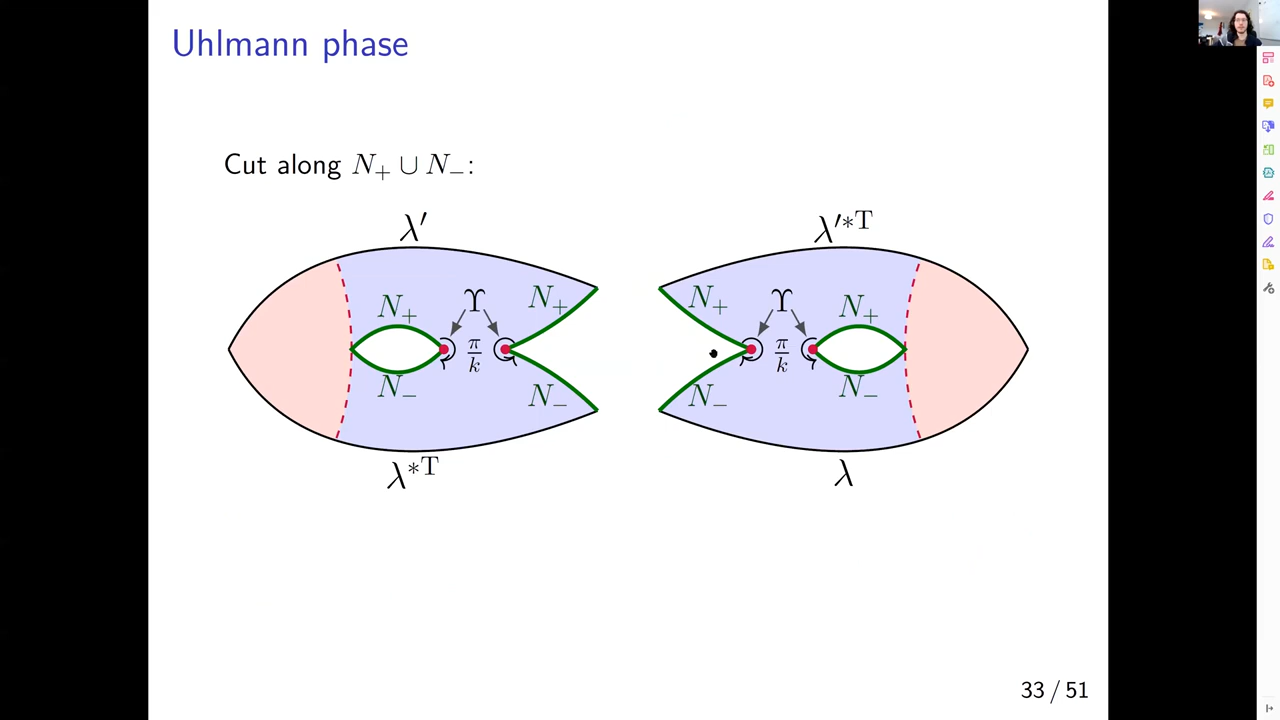 Uhlmann phase
Cut along N₊ ∪ N₋:
λ′ λ′*ᵀ
N₊ ϒ N₊ N₊ ϒ N₊
π/k π/k
N₋ N₋ N₋ N₋
λ*ᵀ λ
33 / 51